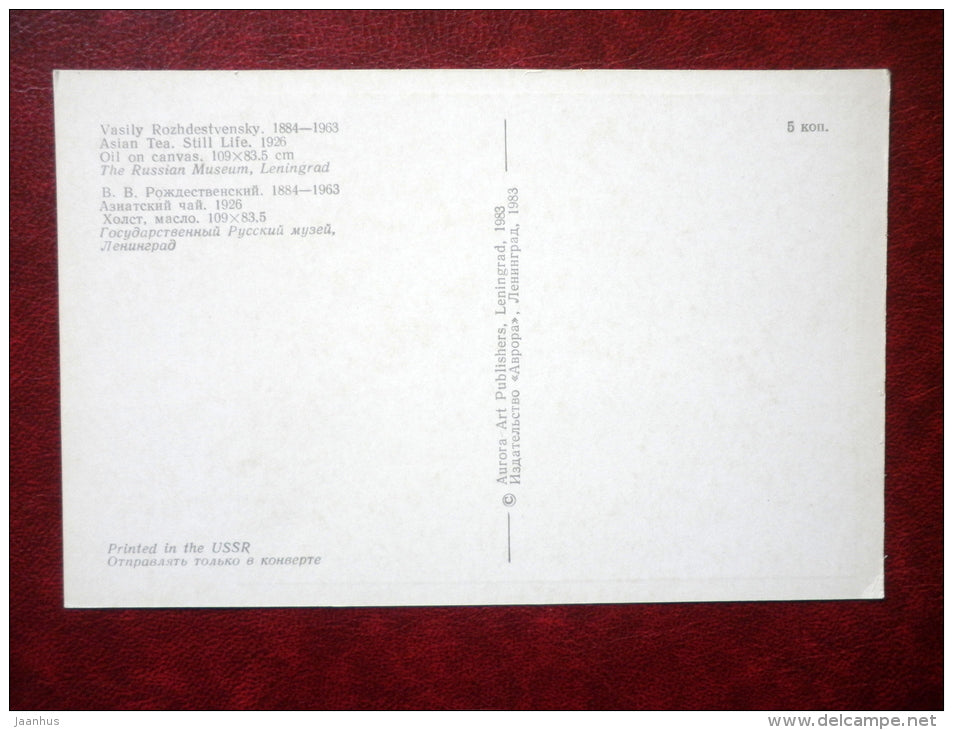 Vasily Rozhdestvensky. 1884—1963
Asian Tea. Still Life. 1926
Oil on canvas. 109×83.5 cm
The Russian Museum, Leningrad
В. В. Рождественский. 1884—1963
Азиатский чай. 1926
Холст, масло. 109×83,5
Государственный Русский музей,
Ленинград
Printed in the USSR
Отправлять только в конверте
© Aurora Art Publishers, Leningrad, 1983
Издательство «Аврора», Ленинград, 1983
5 коп.
jaanhus
www.delcampe.net